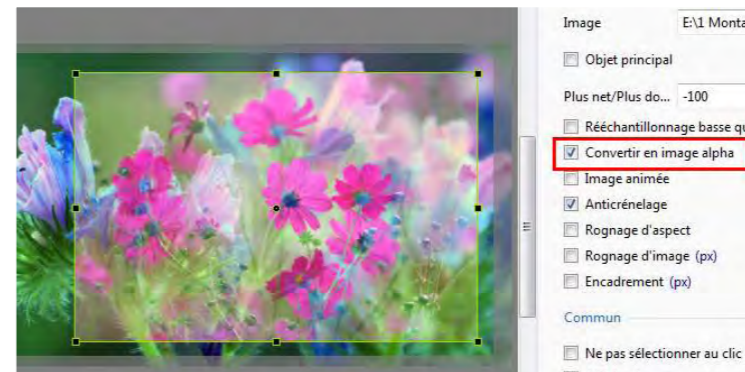 Image E:\1 Monta
Objet principal
Plus net/Plus do... -100
Rééchantillonnage basse qu
Convertir en image alpha
Image animée
Anticrénelage
Rognage d'aspect
Rognage d'image (px)
Encadrement (px)
Commun
Ne pas sélectionner au clic